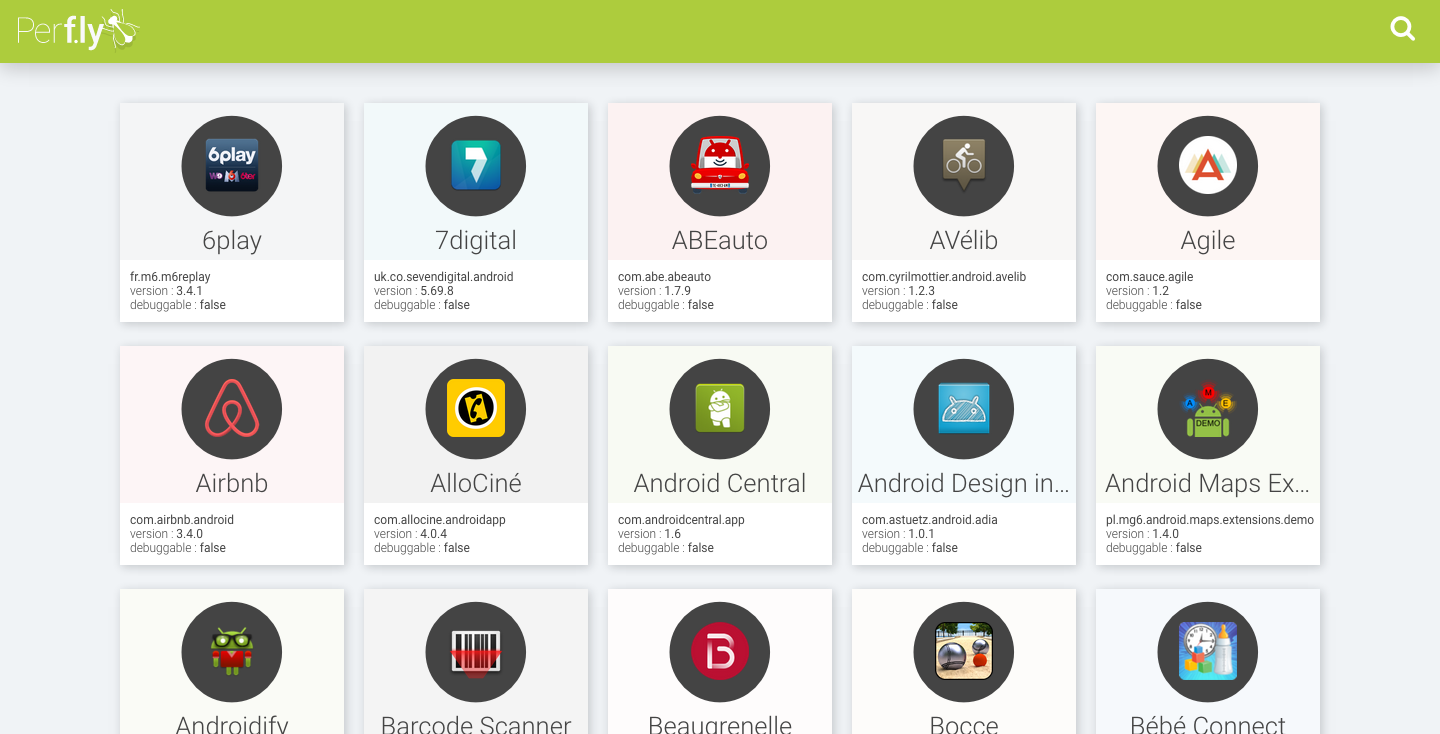 Perf.ly
6play
6play
fr.m6.m6replay
version : 3.4.1
debuggable : false
7
7digital
uk.co.sevendigital.android
version : 5.69.8
debuggable : false
ABEauto
com.abe.abeauto
version : 1.7.9
debuggable : false
AVélib
com.cyrilmottier.android.avelib
version : 1.2.3
debuggable : false
A
Agile
com.sauce.agile
version : 1.2
debuggable : false
Airbnb
com.airbnb.android
version : 3.4.0
debuggable : false
AlloCiné
com.allocine.androidapp
version : 4.0.4
debuggable : false
Android Central
com.androidcentral.app
version : 1.6
debuggable : false
Android Design in...
com.astuetz.android.adia
version : 1.0.1
debuggable : false
A M E
DEMO
Android Maps Ex...
pl.mg6.android.maps.extensions.demo
version : 1.4.0
debuggable : false
Androidify
Barcode Scanner
B
Beaugrenelle
Bocce
Bébé Connect